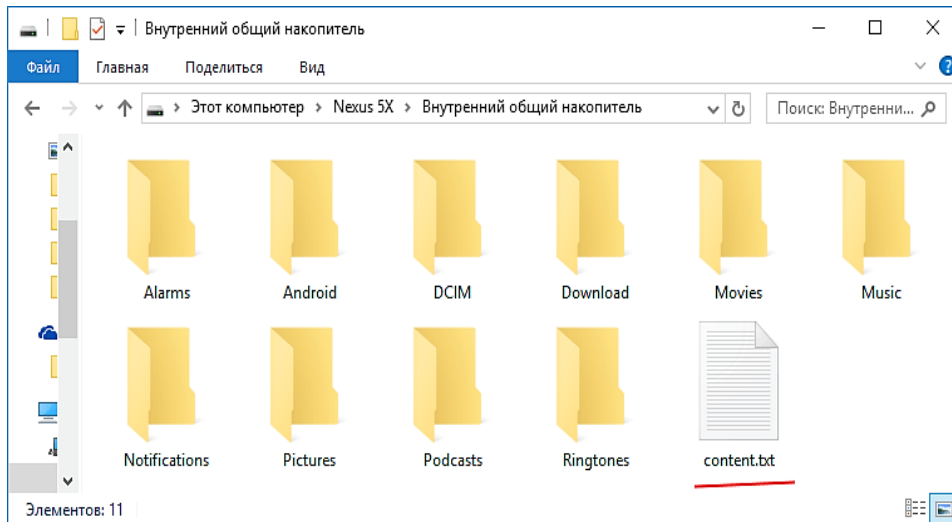 Внутренний общий накопитель
Файл Главная Поделиться Вид
Этот компьютер Nexus 5X Внутренний общий накопитель Поиск: Внутренни...
Alarms Android DCIM Download Movies Music
Notifications Pictures Podcasts Ringtones content.txt
Элементов: 11